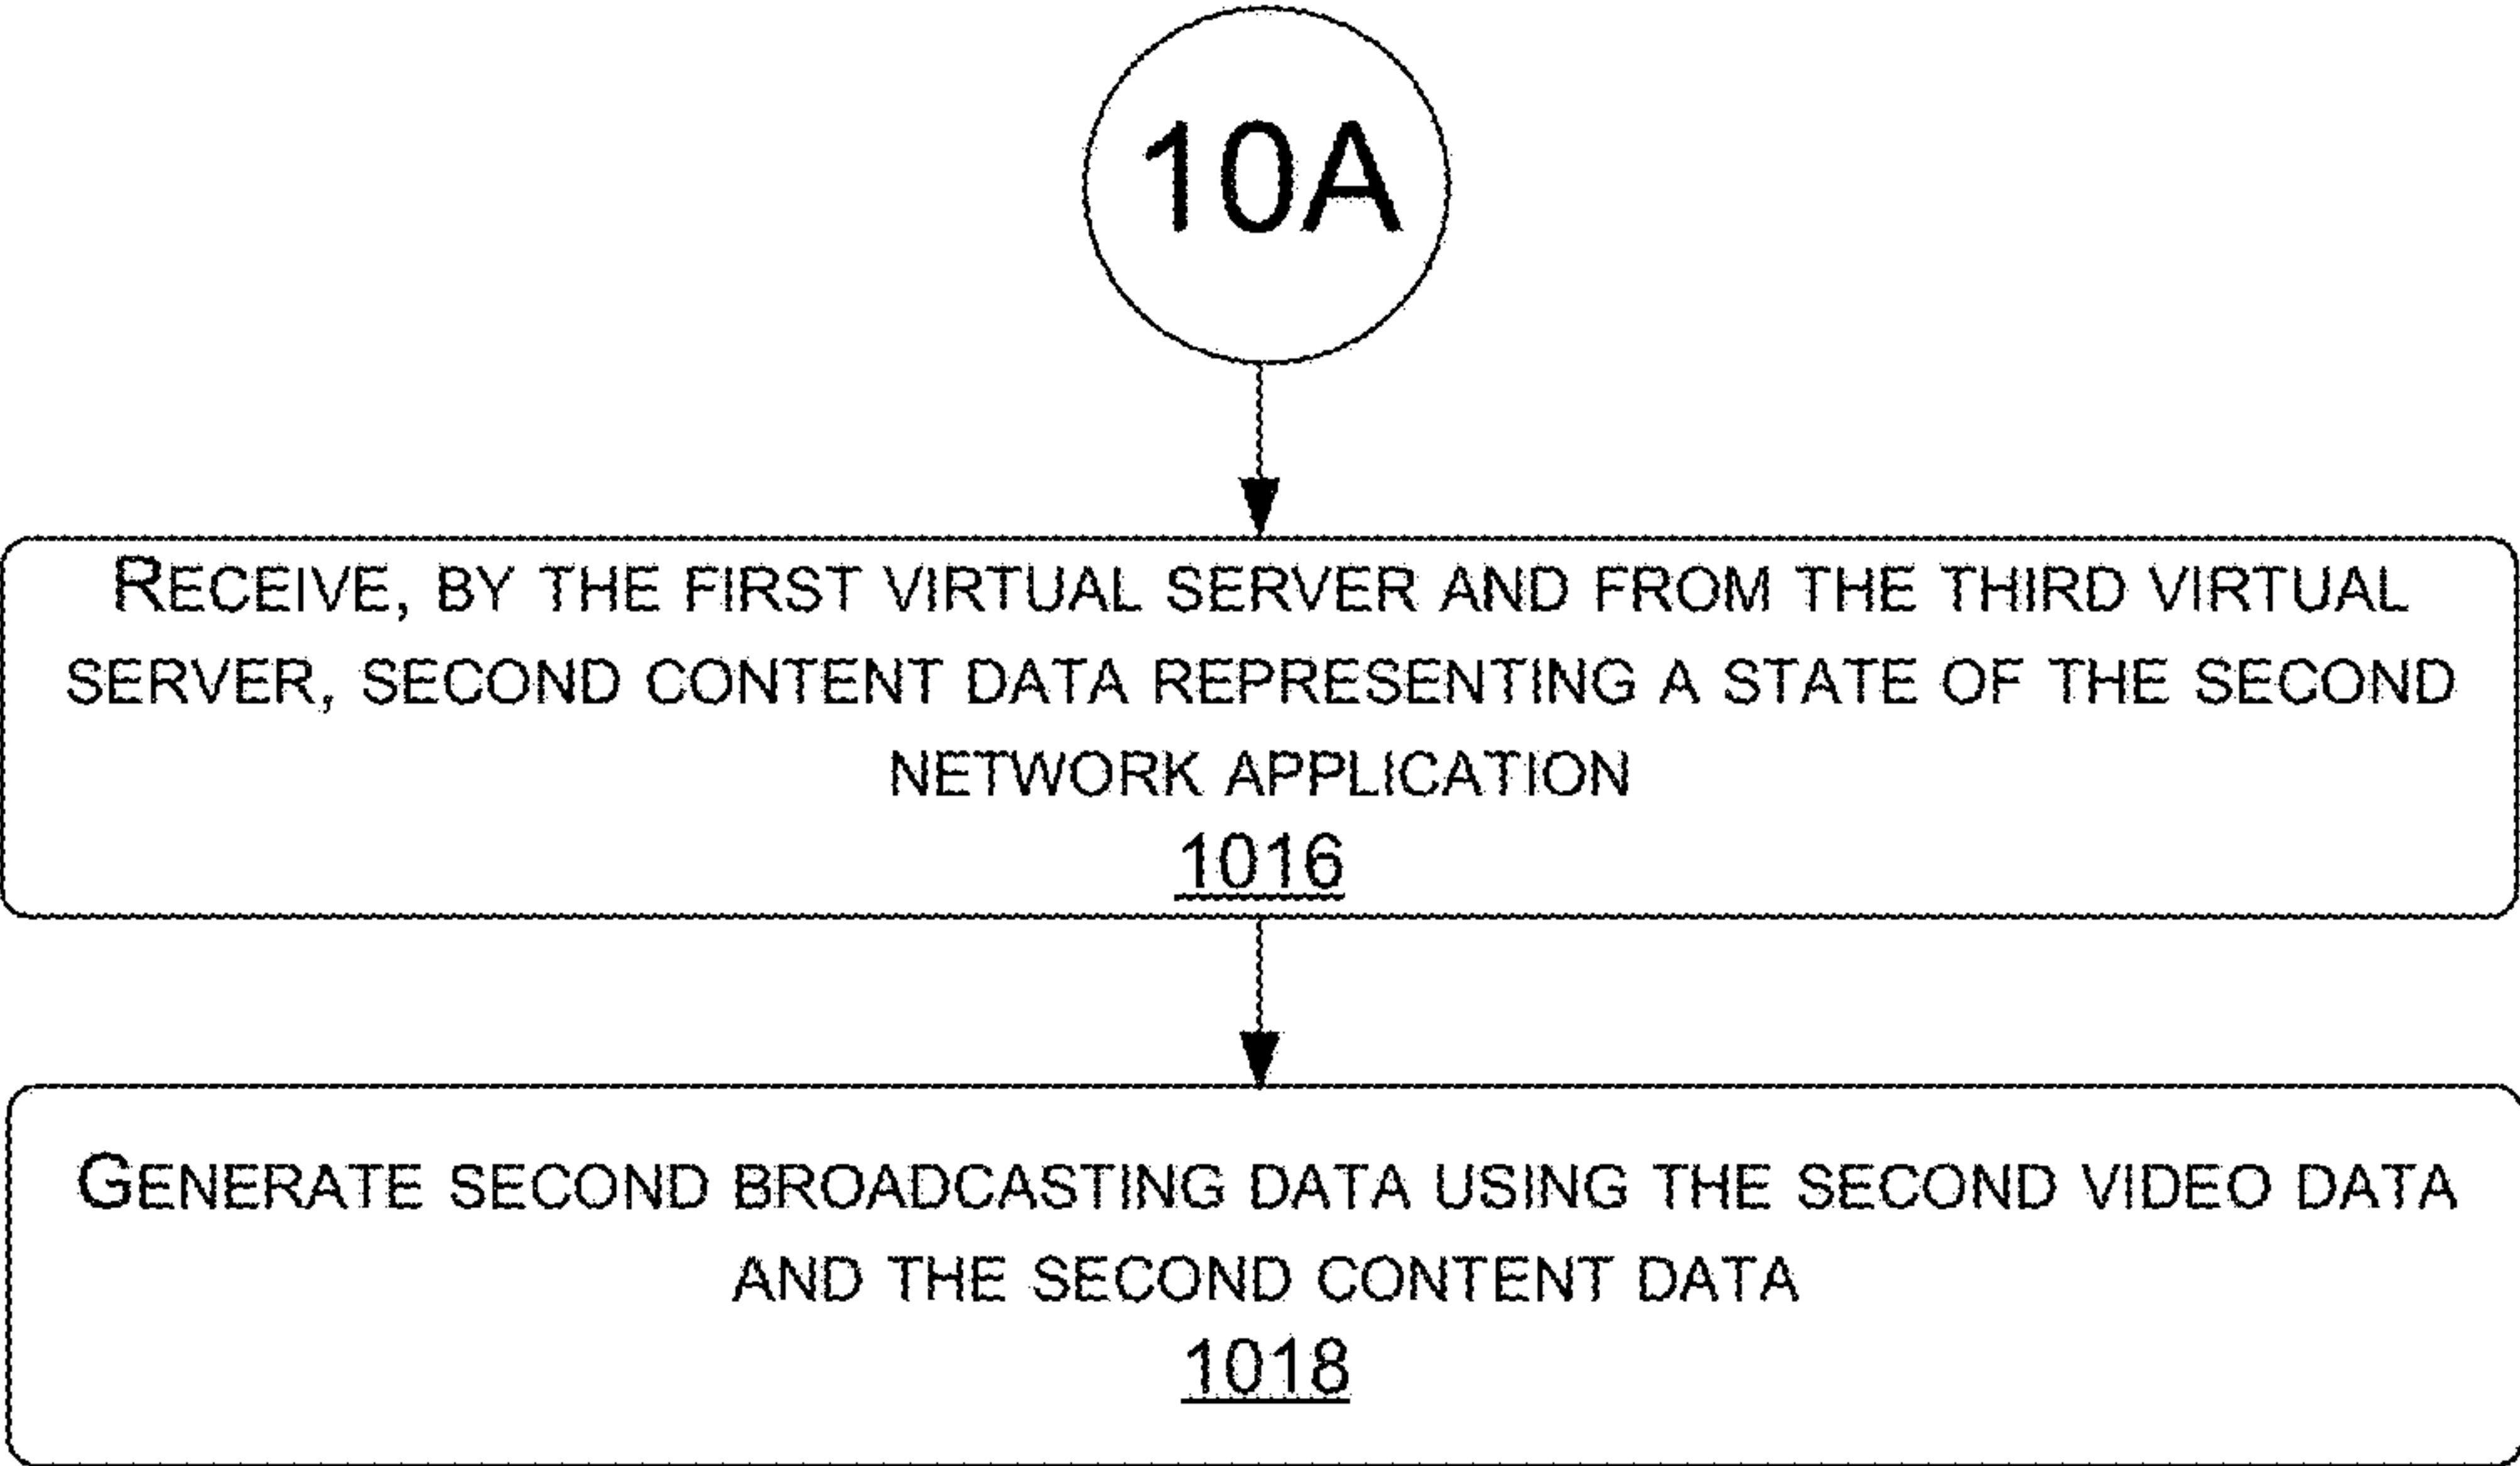 10A
RECEIVE, BY THE FIRST VIRTUAL SERVER AND FROM THE THIRD VIRTUAL
SERVER, SECOND CONTENT DATA REPRESENTING A STATE OF THE SECOND
NETWORK APPLICATION
1016
GENERATE SECOND BROADCASTING DATA USING THE SECOND VIDEO DATA
AND THE SECOND CONTENT DATA
1018